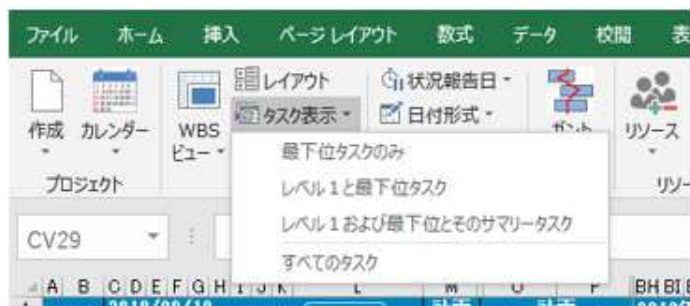 ファイル ホーム 挿入 ページ レイアウト 数式 データ 校閲 表
レイアウト 状況報告日
作成 カレンダー WBS ビュー タスク表示 日付形式 リソース
プロジェクト
最下位タスクのみ
レベル1と最下位タスク
レベル1および最下位とそのサマリータスク
すべてのタスク
CV29
A B C D E F G H I J K L M O P BH BI